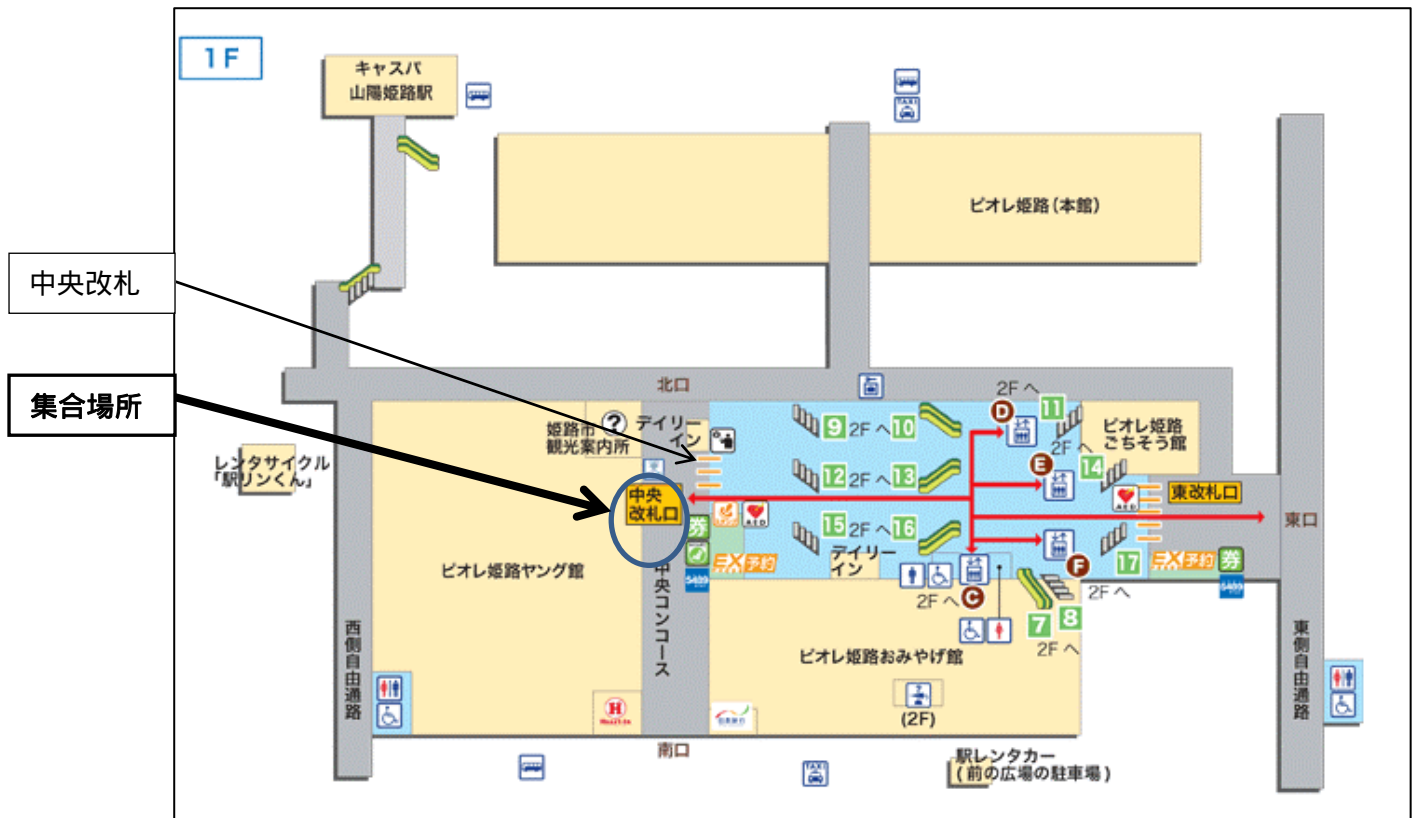 1F
キャスパ
山陽姫路駅
TAXI
ピオレ姫路(本館)
中央改札
集合場所
北口
2Fへ
D
11
姫路市
観光案内所
?
デイリー
イン
9
2Fへ
10
ピオレ姫路
ごちそう館
2Fへ
E
14
レンタサイクル
「駅リンくん」
12
2Fへ
13
中央
改札口
AED
東改札口
券
15
2Fへ
16
東口
AED
EX予約
デイリー
イン
F
17
EX予約
券
5489
5489
ピオレ姫路ヤング館
中央コンコース
2Fへ
C
7
8
2Fへ
2Fへ
ピオレ姫路おみやげ館
西側自由通路
東側自由通路
H
(2F)
南口
TAXI
駅レンタカー
(前の広場の駐車場)